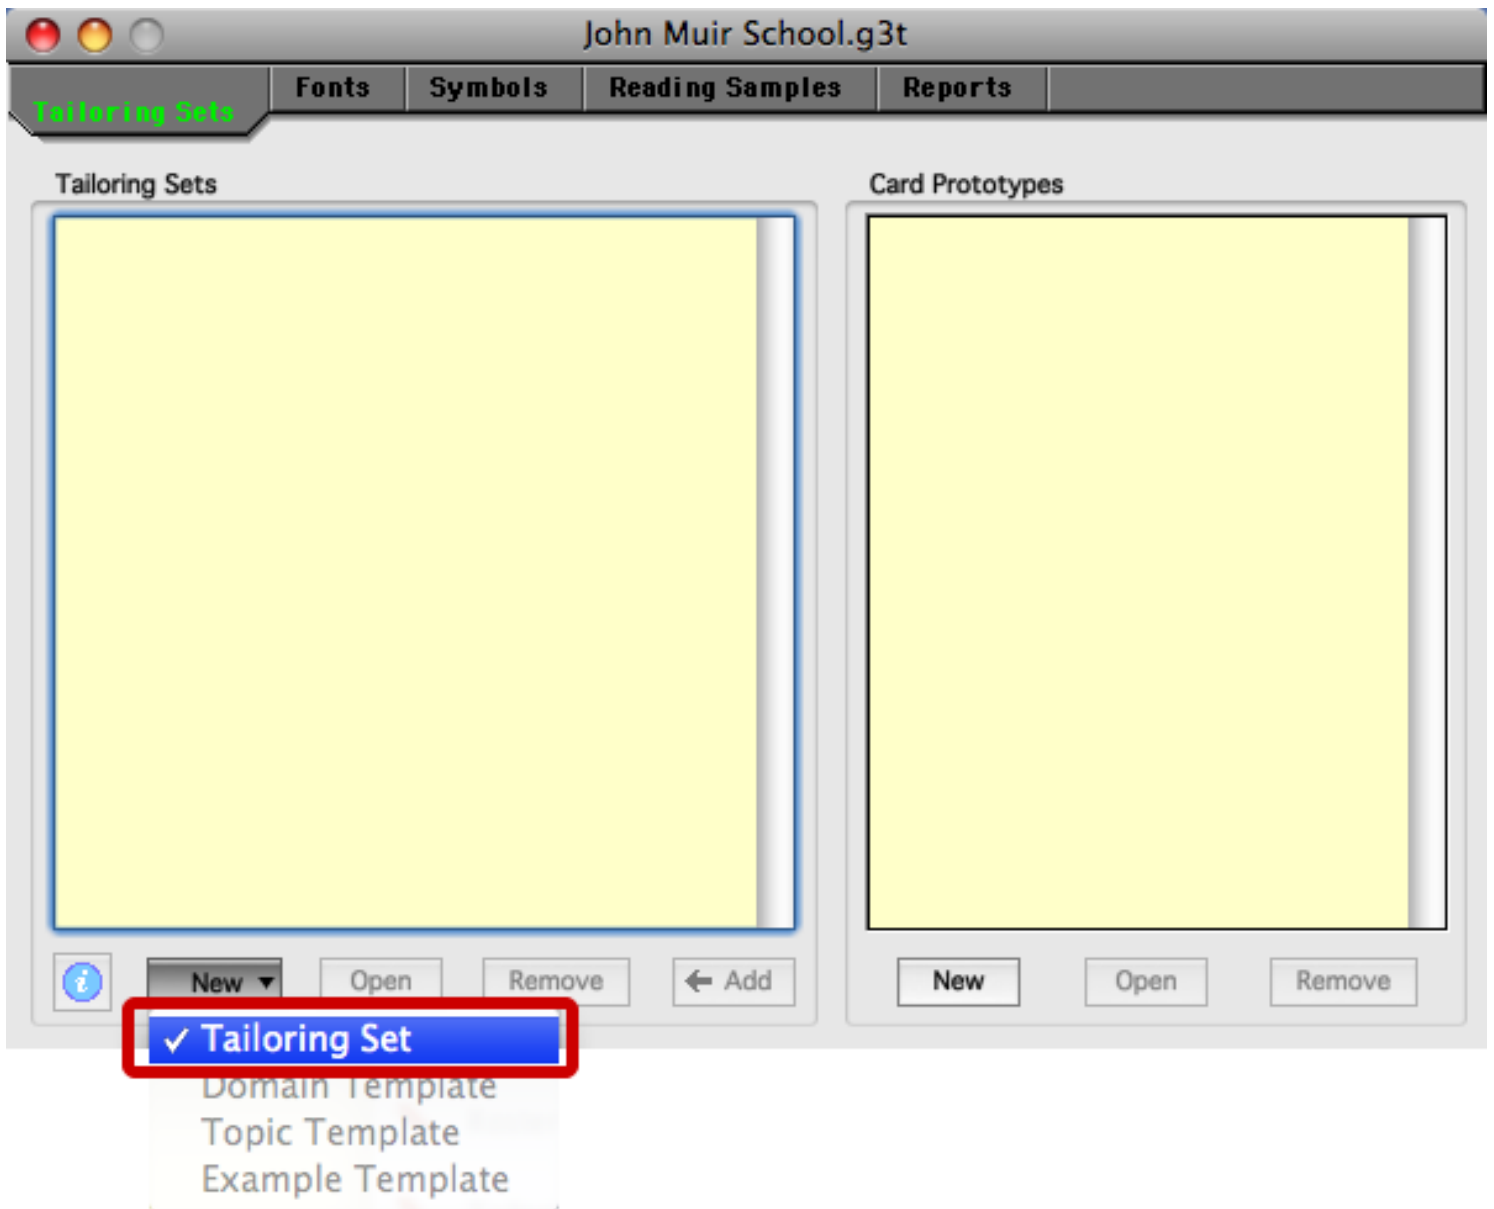 John Muir School.g3t
Tailoring Sets Fonts Symbols Reading Samples Reports
Tailoring Sets Card Prototypes
New Open Remove Add New Open Remove
Tailoring Set
Domain Template
Topic Template
Example Template